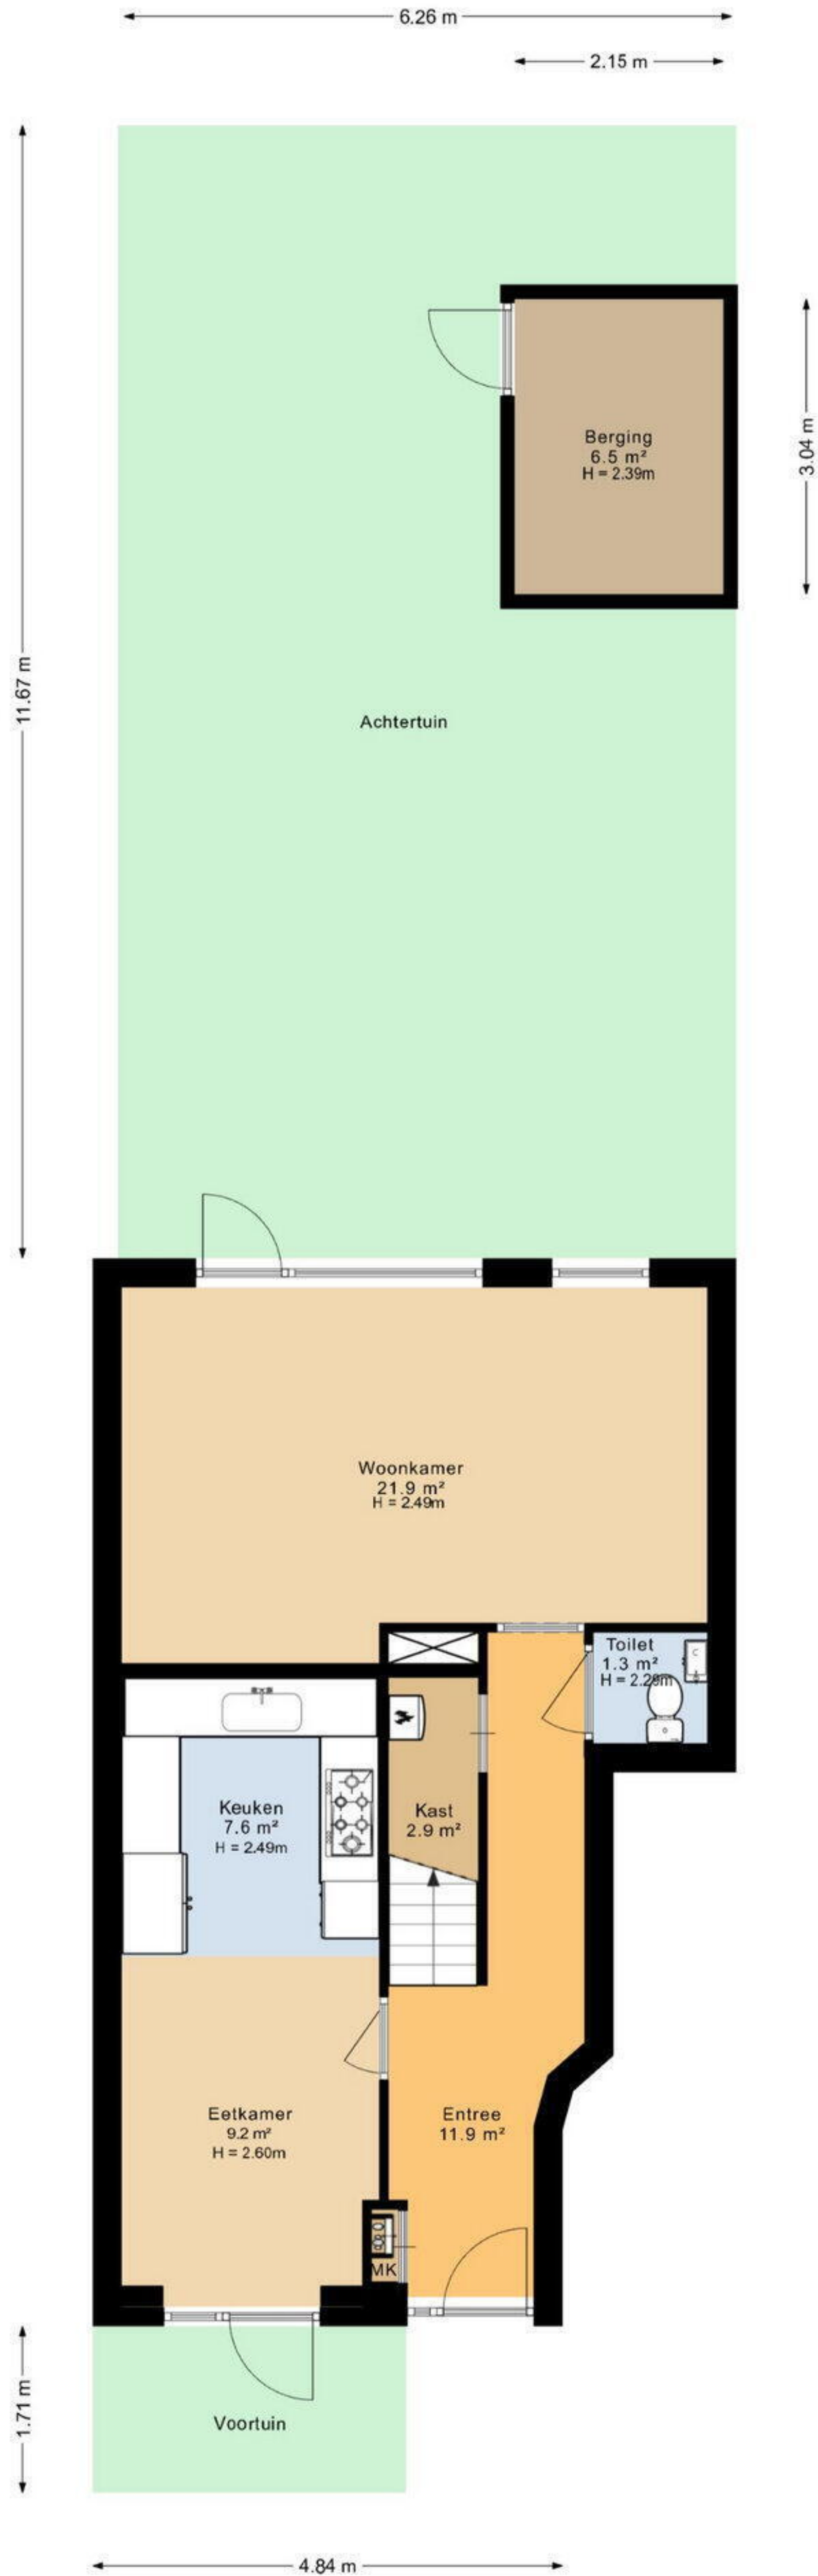 6.26 m
2.15 m
11.67 m
3.04 m
Berging
6.5 m²
H = 2.39m
Achtertuin
Woonkamer
21.9 m²
H = 2.49m
Toilet
1.3 m²
H = 2.29m
Keuken
7.6 m²
H = 2.49m
Kast
2.9 m²
Eetkamer
9.2 m²
H = 2.60m
Entree
11.9 m²
MK
1.71 m
Voortuin
4.84 m